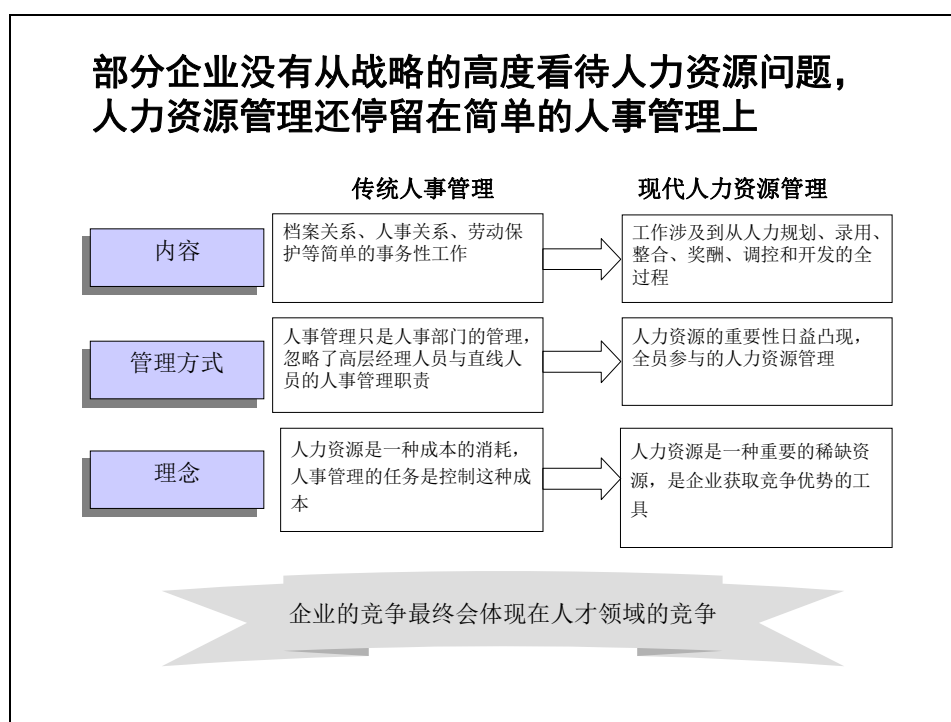 部分企业没有从战略的高度看待人力资源问题，
人力资源管理还停留在简单的人事管理上
传统人事管理
现代人力资源管理
内容
档案关系、人事关系、劳动保
护等简单的事务性工作
工作涉及到从人力规划、录用、
整合、奖酬、调控和开发的全
过程
管理方式
人事管理只是人事部门的管理，
忽略了高层经理人员与直线人
员的人事管理职责
人力资源的重要性日益凸现，
全员参与的人力资源管理
理念
人力资源是一种成本的消耗，
人事管理的任务是控制这种成
本
人力资源是一种重要的稀缺资
源，是企业获取竞争优势的工
具
企业的竞争最终会体现在人才领域的竞争